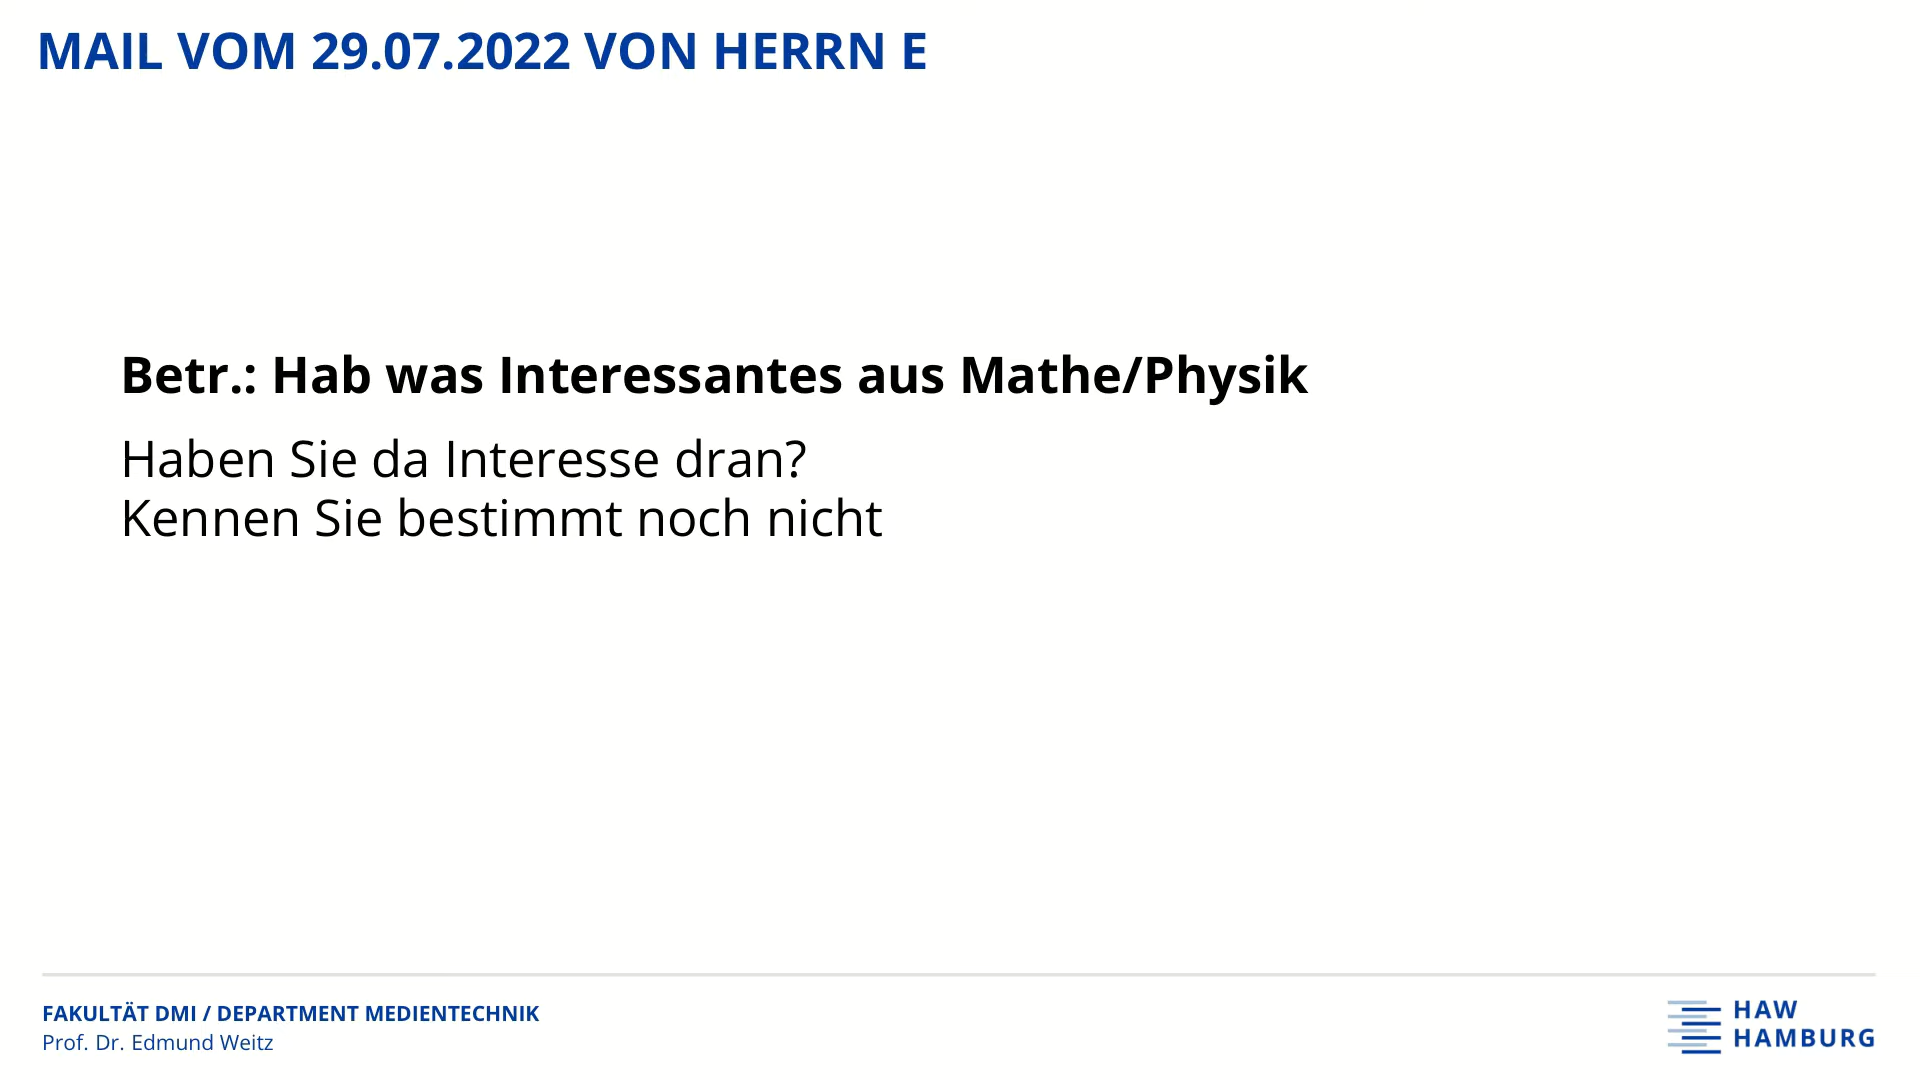 MAIL VOM 29.07.2022 VON HERRN E
Betr.: Hab was Interessantes aus Mathe/Physik
Haben Sie da Interesse dran?
Kennen Sie bestimmt noch nicht
FAKULTÄT DMI / DEPARTMENT MEDIENTECHNIK
Prof. Dr. Edmund Weitz
HAW
HAMBURG